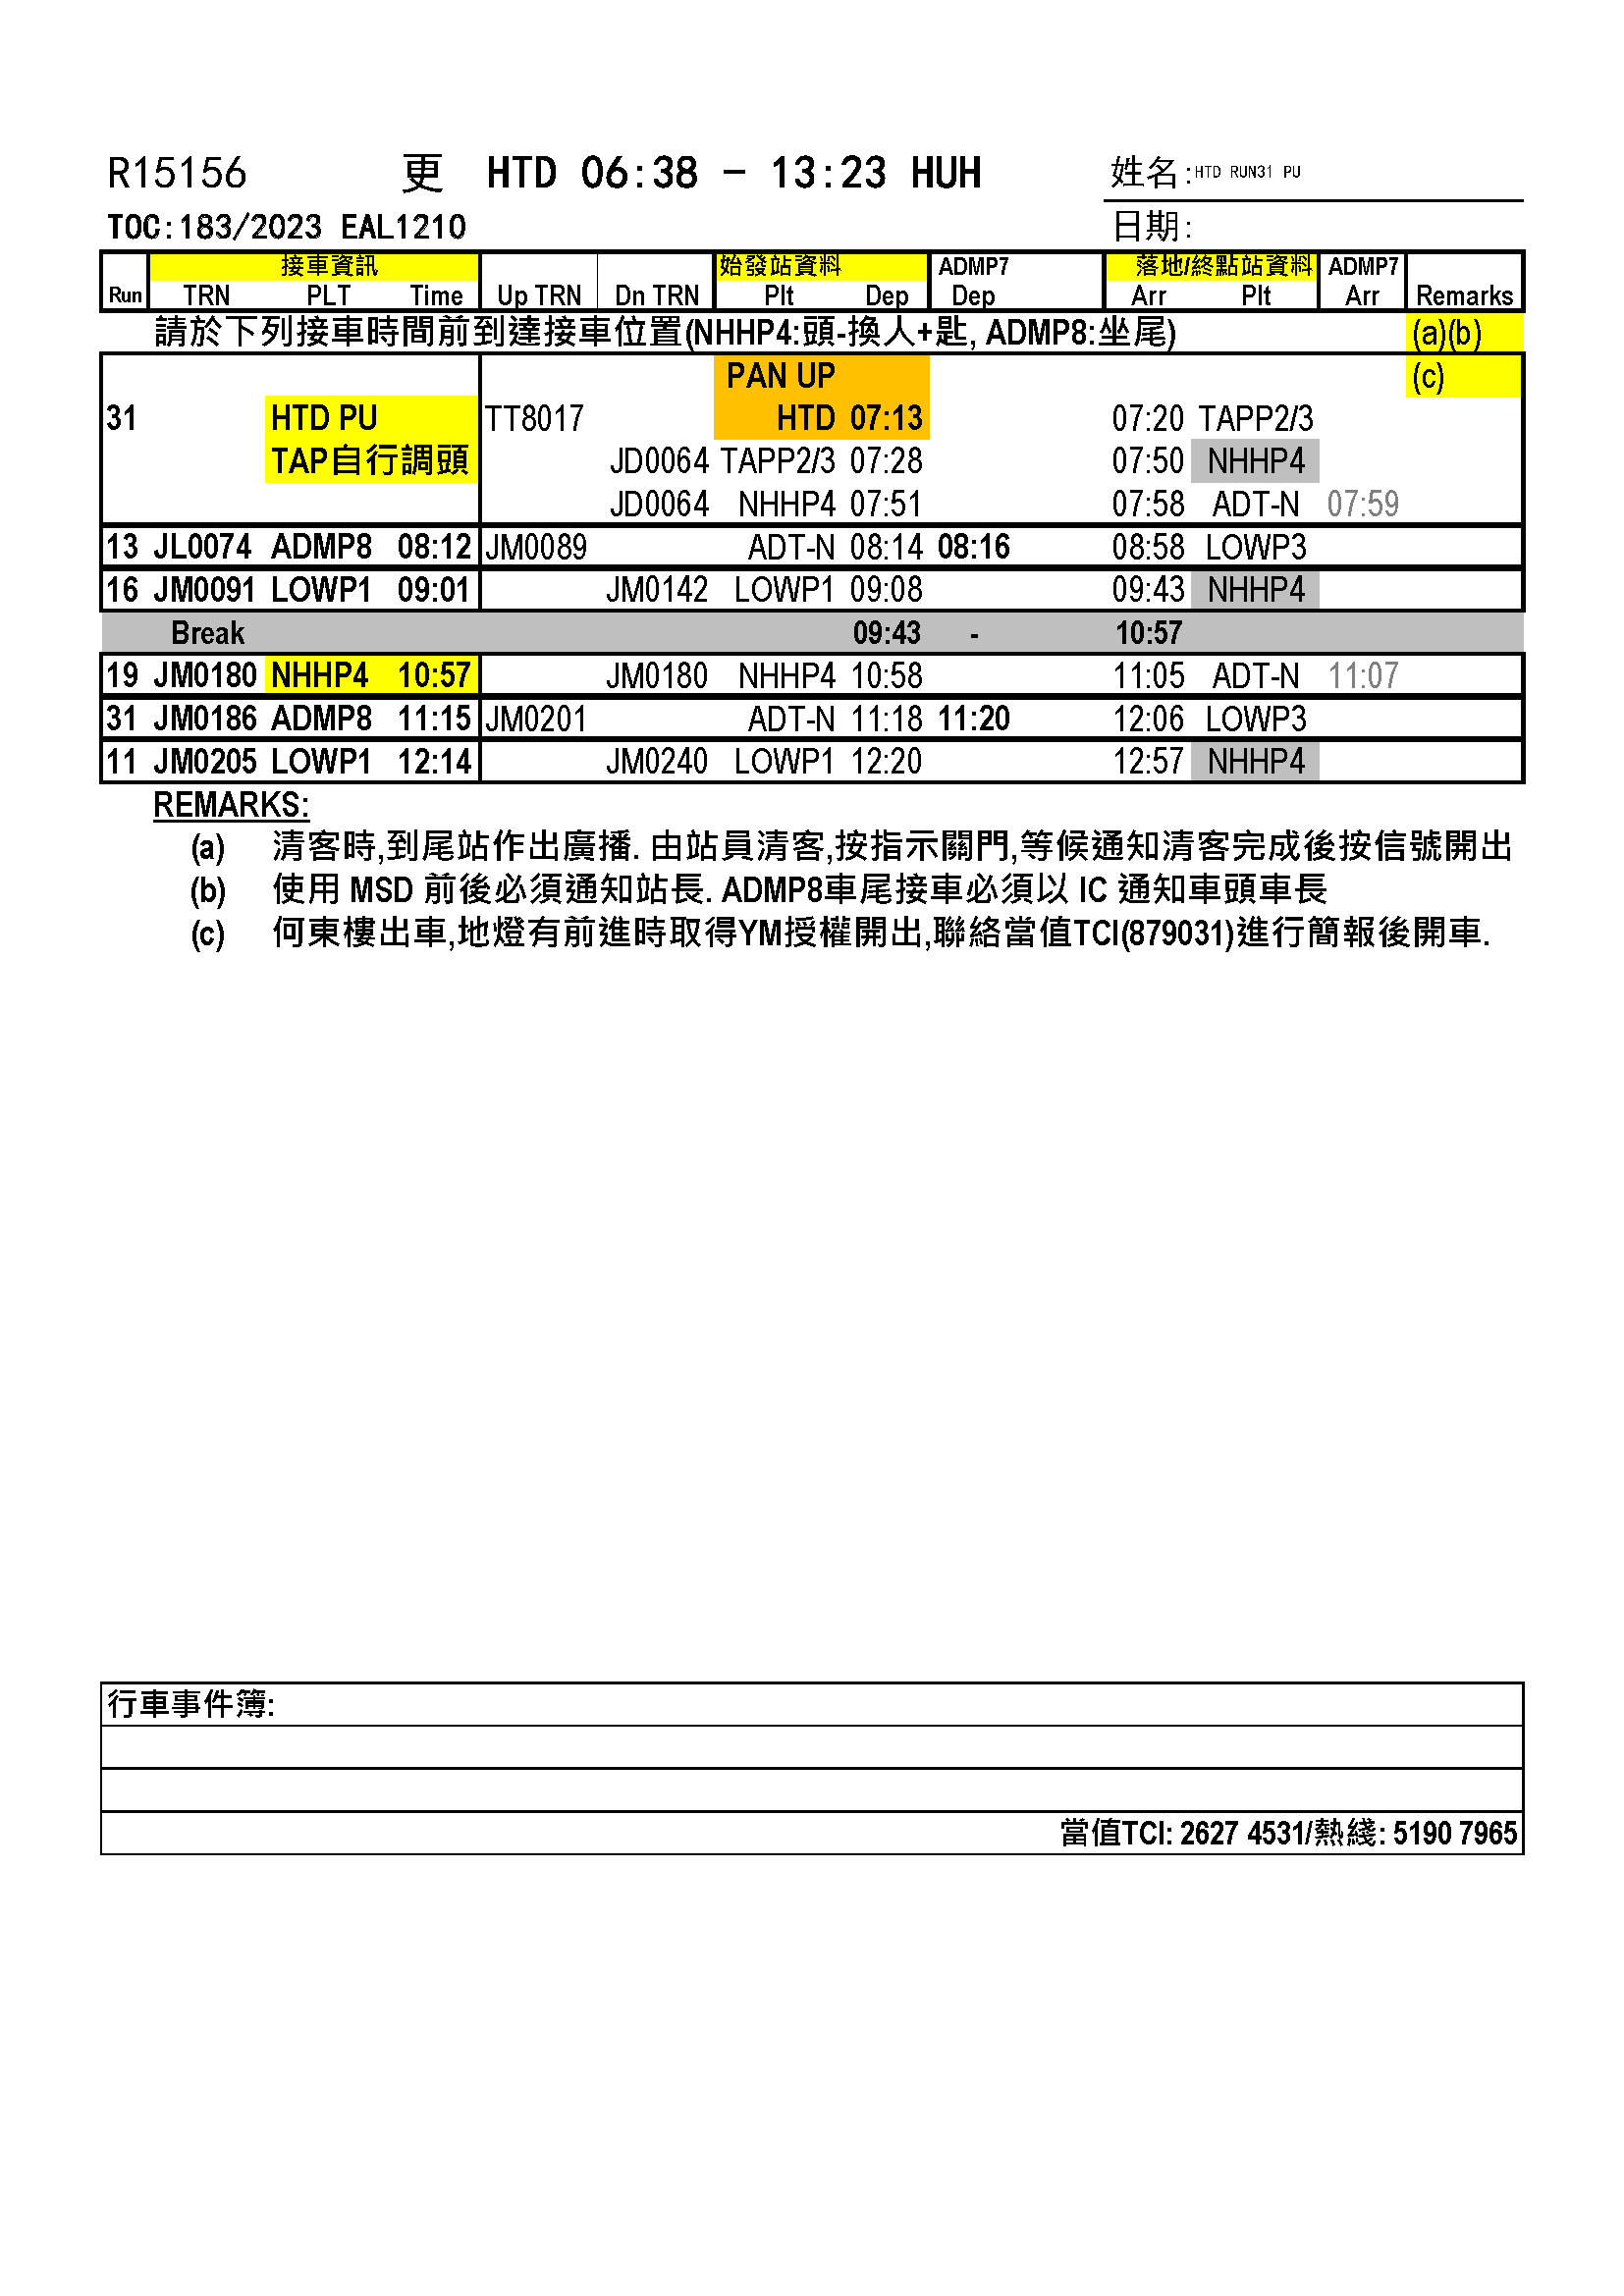 R15156 更 HTD 06:38 - 13:23 HUH 姓名:HTD RUN31 PU
TOC:183/2023 EAL1210 日期:
接車資訊 始發站資料 ADMP7 落地/終點站資料 ADMP7
Run TRN PLT Time Up TRN Dn TRN Plt Dep Dep Arr Plt Arr Remarks
請於下列接車時間前到達接車位置(NHHP4:頭-換人+匙, ADMP8:坐尾) (a)(b)
PAN UP (c)
31 HTD PU TT8017 HTD 07:13 07:20 TAPP2/3
TAP自行調頭 JD0064 TAPP2/3 07:28 07:50 NHHP4
JD0064 NHHP4 07:51 07:58 ADT-N 07:59
13 JL0074 ADMP8 08:12 JM0089 ADT-N 08:14 08:16 08:58 LOWP3
16 JM0091 LOWP1 09:01 JM0142 LOWP1 09:08 09:43 NHHP4
Break 09:43 - 10:57
19 JM0180 NHHP4 10:57 JM0180 NHHP4 10:58 11:05 ADT-N 11:07
31 JM0186 ADMP8 11:15 JM0201 ADT-N 11:18 11:20 12:06 LOWP3
11 JM0205 LOWP1 12:14 JM0240 LOWP1 12:20 12:57 NHHP4
REMARKS:
(a) 清客時,到尾站作出廣播. 由站員清客,按指示關門,等候通知清客完成後按信號開出
(b) 使用 MSD 前後必須通知站長. ADMP8車尾接車必須以 IC 通知車頭車長
(c) 何東樓出車,地燈有前進時取得YM授權開出,聯絡當值TCI(879031)進行簡報後開車.
行車事件簿:
當值TCI: 2627 4531/熱綫: 5190 7965